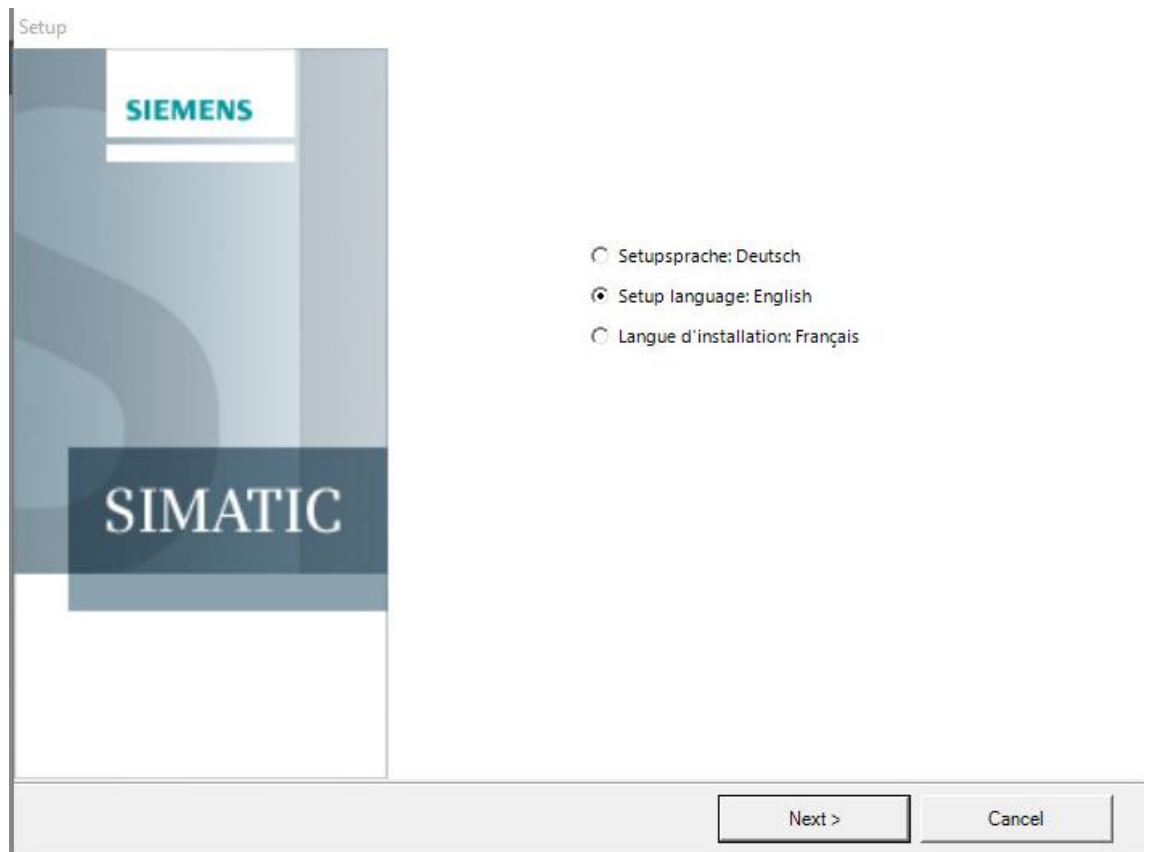 Setup
SIEMENS
Setupsprache: Deutsch
Setup language: English
Langue d'installation: Français
SIMATIC
Next >
Cancel